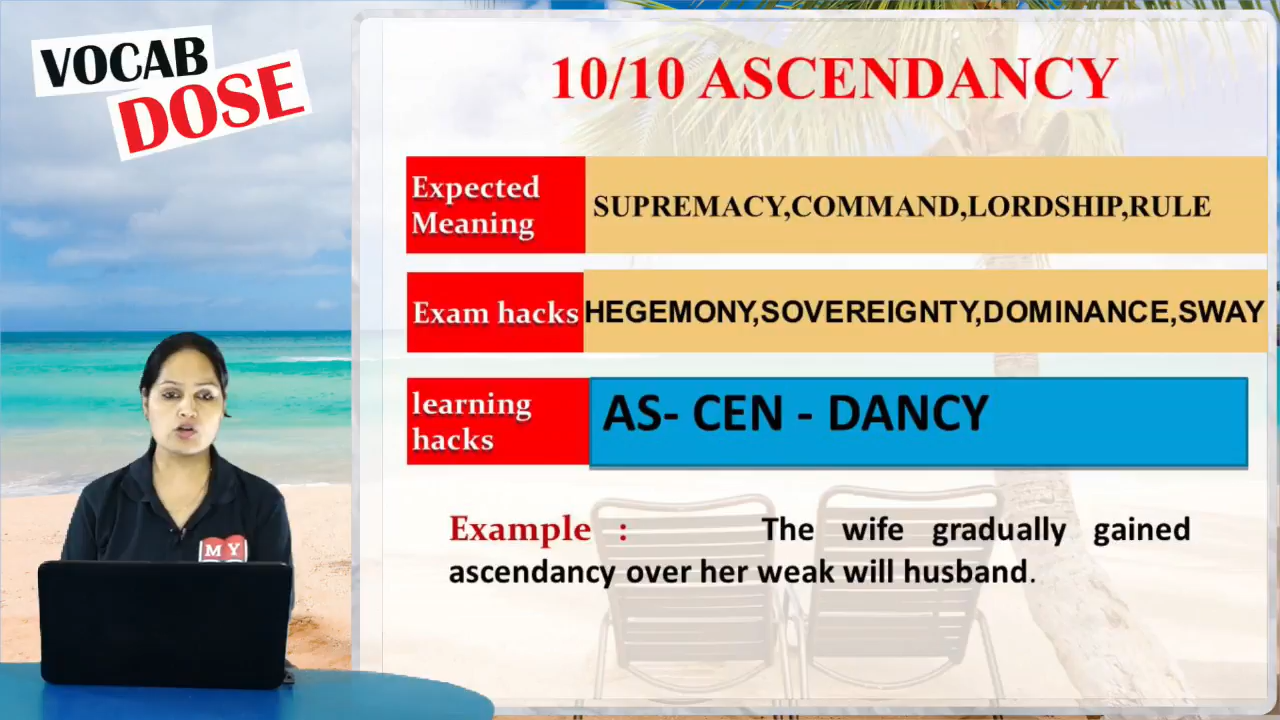 VOCAB
DOSE
10/10 ASCENDANCY
Expected
Meaning
SUPREMACY,COMMAND,LORDSHIP,RULE
Exam hacks
HEGEMONY,SOVEREIGNTY,DOMINANCE,SWAY
learning
hacks
AS- CEN - DANCY
Example : The wife gradually gained
ascendancy over her weak will husband.
MY